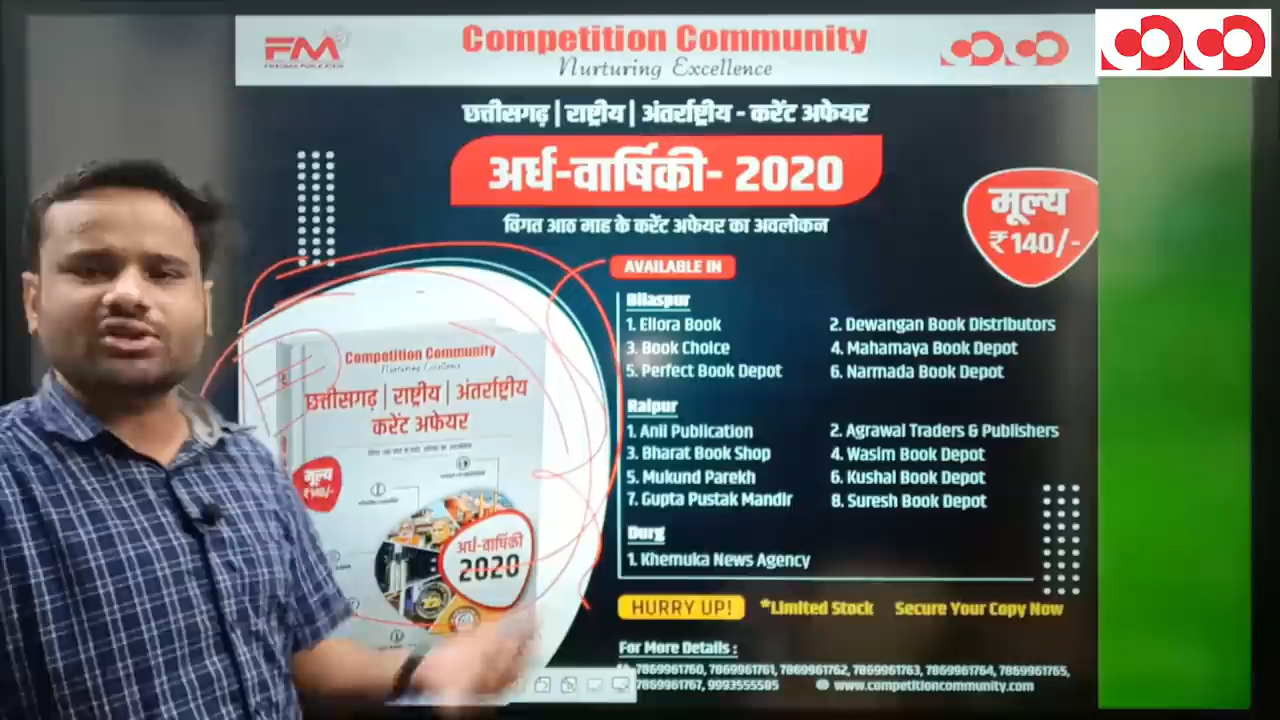 FM
Competition Community
Nurturing Excellence
छत्तीसगढ़ | राष्ट्रीय | अंतर्राष्ट्रीय - करेंट अफेयर
अर्ध-वार्षिकी- 2020
विगत आठ माह के करेंट अफेयर का अवलोकन
मूल्य
₹140/-
AVAILABLE IN
Bilaspur
1. Ellora Book
2. Dewangan Book Distributors
3. Book Choice
4. Mahamaya Book Depot
5. Perfect Book Depot
6. Narmada Book Depot
Raipur
1. Anil Publication
2. Agrawal Traders & Publishers
3. Bharat Book Shop
4. Wasim Book Depot
5. Mukund Parekh
6. Kushal Book Depot
7. Gupta Pustak Mandir
8. Suresh Book Depot
Durg
1. Khemuka News Agency
HURRY UP!
*Limited Stock
Secure Your Copy Now
For More Details :
7869961760, 7869961761, 7869961762, 7869961763, 7869961764, 7869961765,
7869961767, 9993555505
www.competitioncommunity.com
Competition Community
Nurturing Excellence
छत्तीसगढ़ | राष्ट्रीय | अंतर्राष्ट्रीय
करेंट अफेयर
मूल्य
₹140/-
अर्ध-वार्षिकी
2020